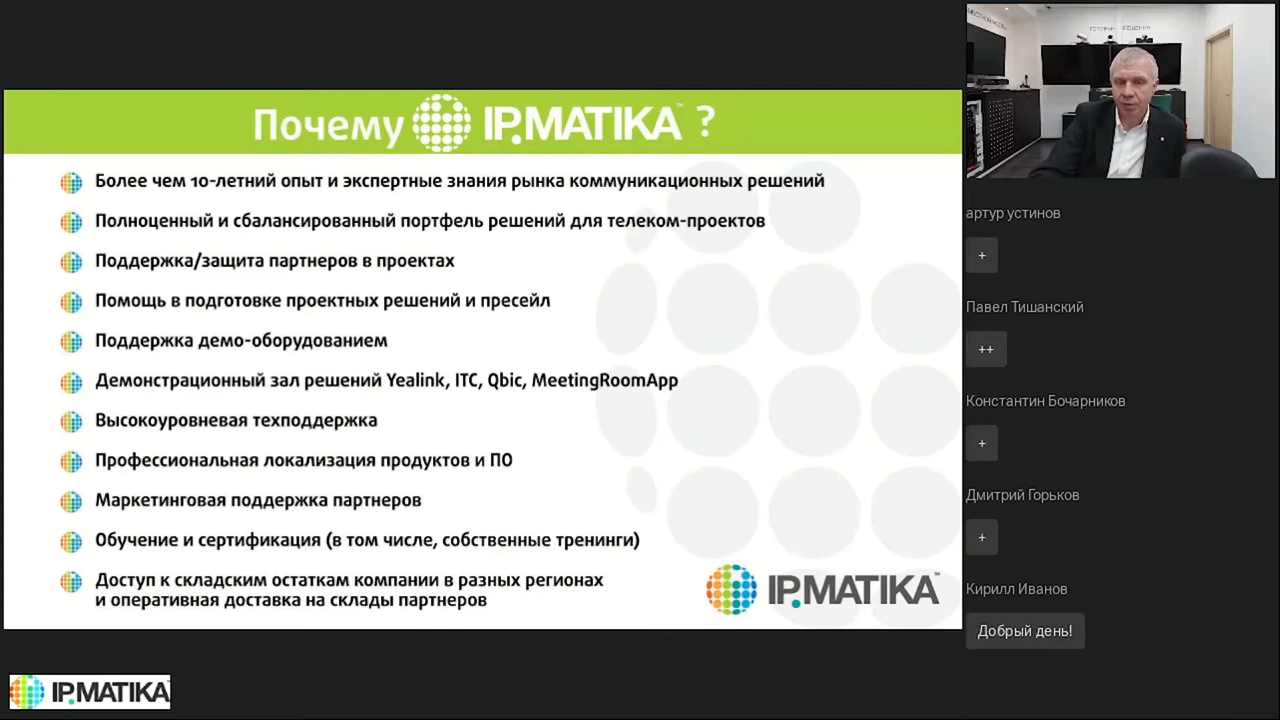 Почему IP.MATIKA™ ?
Более чем 10-летний опыт и экспертные знания рынка коммуникационных решений
Полноценный и сбалансированный портфель решений для телеком-проектов
Поддержка/защита партнеров в проектах
Помощь в подготовке проектных решений и пресейл
Поддержка демо-оборудованием
Демонстрационный зал решений Yealink, ITC, Qbic, MeetingRoomApp
Высокоуровневая техподдержка
Профессиональная локализация продуктов и ПО
Маркетинговая поддержка партнеров
Обучение и сертификация (в том числе, собственные тренинги)
Доступ к складским остаткам компании в разных регионах
и оперативная доставка на склады партнеров
IP.MATIKA™
IP.MATIKA
ГОТОВЫЕ РЕШЕНИЯ
артур устинов
+
Павел Тишанский
++
Константин Бочарников
+
Дмитрий Горьков
+
Кирилл Иванов
Добрый день!